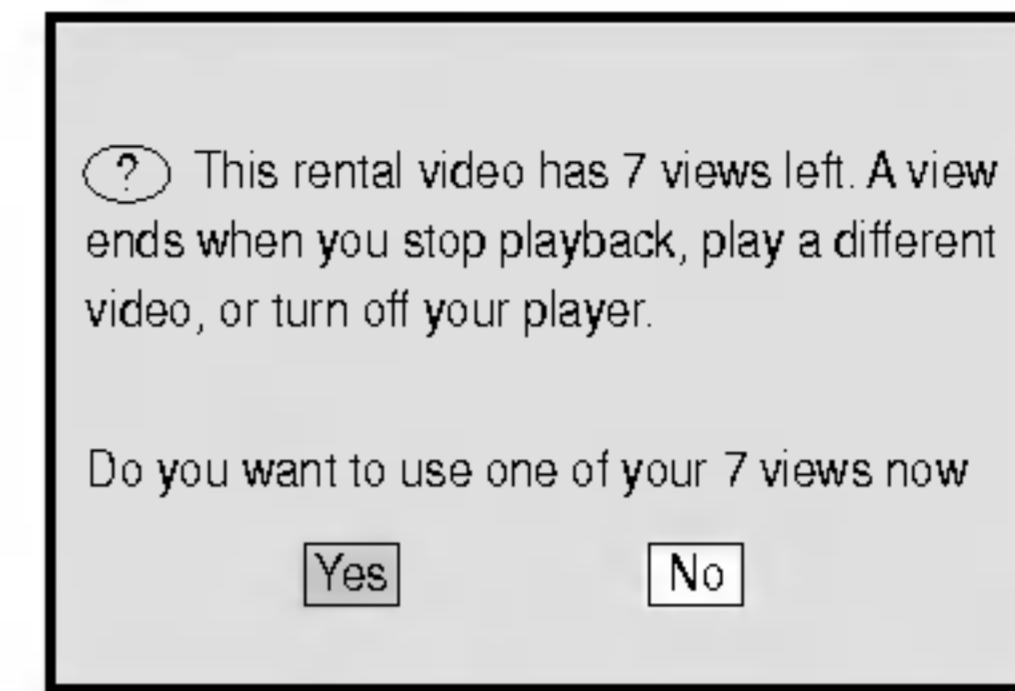 ? This rental video has 7 views left. A view
ends when you stop playback, play a different
video, or turn off your player.
Do you want to use one of your 7 views now
Yes No